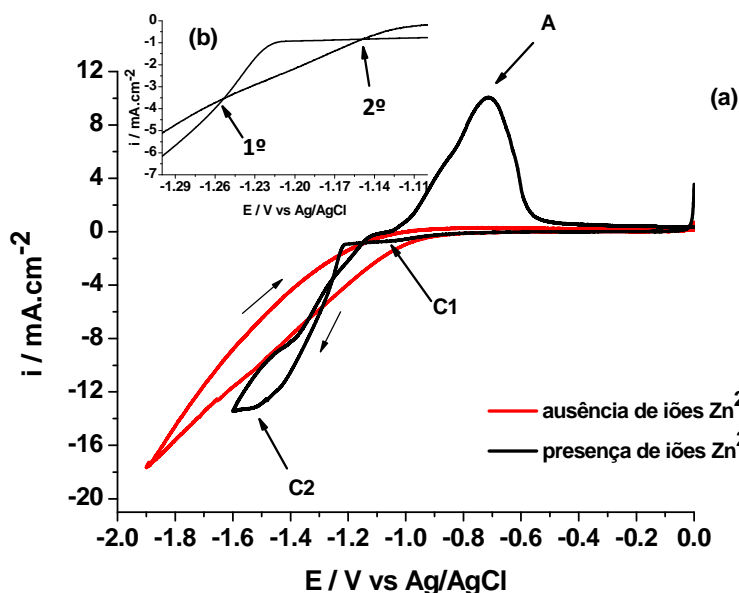 (b)
A
(a)
i / mA.cm-2
0
-1
-2
-3
-4
-5
-6
-7
1º
2º
-1.29 -1.26 -1.23 -1.20 -1.17 -1.14 -1.11
E / V vs Ag/AgCl
i / mA.cm-2
12
8
4
0
-4
-8
-12
-16
-20
C1
C2
ausência de iões Zn2
presença de iões Zn2
-2.0 -1.8 -1.6 -1.4 -1.2 -1.0 -0.8 -0.6 -0.4 -0.2 0.0
E / V vs Ag/AgCl